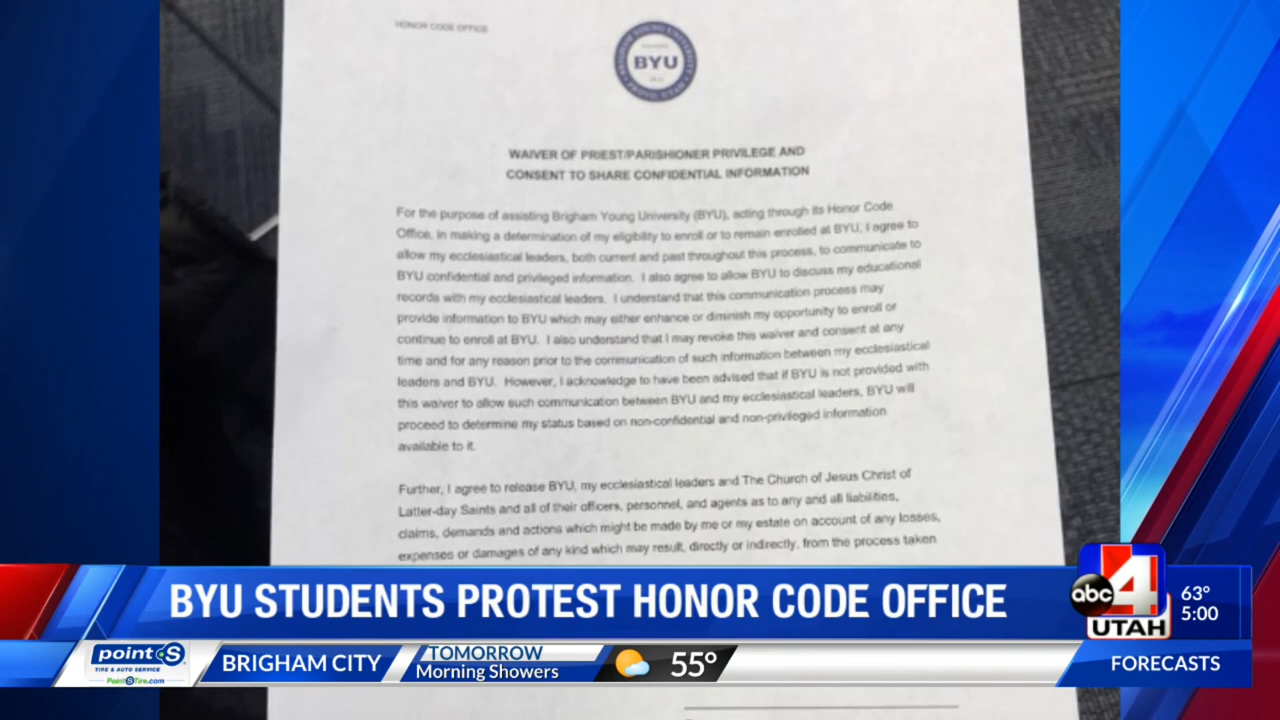 HONOR CODE OFFICE
BRIGHAM YOUNG UNIVERSITY
BYU
PROVO, UTAH
WAIVER OF PRIEST/PARISHIONER PRIVILEGE AND
CONSENT TO SHARE CONFIDENTIAL INFORMATION
For the purpose of assisting Brigham Young University (BYU), acting through its Honor Code
Office, in making a determination of my eligibility to enroll or to remain enrolled at BYU, I agree to
allow my ecclesiastical leaders, both current and past throughout this process, to communicate to
BYU confidential and privileged information. I also agree to allow BYU to discuss my educational
records with my ecclesiastical leaders. I understand that this communication process may
provide information to BYU which may either enhance or diminish my opportunity to enroll or
continue to enroll at BYU. I also understand that I may revoke this waiver and consent at any
time and for any reason prior to the communication of such information between my ecclesiastical
leaders and BYU. However, I acknowledge to have been advised that if BYU is not provided with
this waiver to allow such communication between BYU and my ecclesiastical leaders, BYU will
proceed to determine my status based on non-confidential and non-privileged information
available to it.
Further, I agree to release BYU, my ecclesiastical leaders and The Church of Jesus Christ of
Latter-day Saints and all of their officers, personnel, and agents as to any and all liabilities,
claims, demands and actions which might be made by me or my estate on account of any losses,
expenses or damages of any kind which may result, directly or indirectly, from the process taken
BYU STUDENTS PROTEST HONOR CODE OFFICE
abc 4
UTAH
63°
5:00
point S
TIRE & AUTO SERVICE
PointSTire.com
BRIGHAM CITY
TOMORROW
Morning Showers
55°
FORECASTS